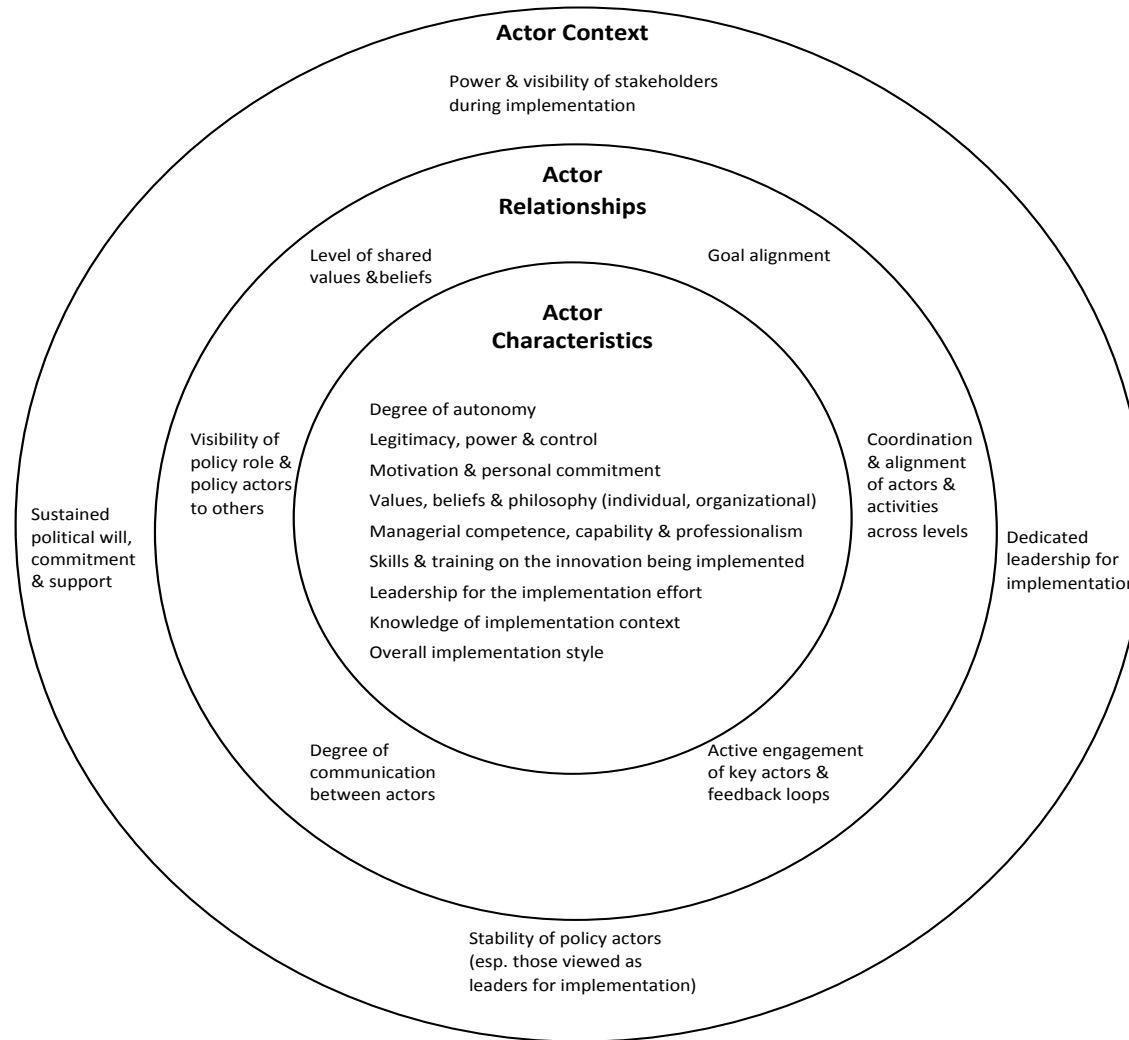 Actor Context
Power & visibility of stakeholders
during implementation
Actor
Relationships
Level of shared
values &beliefs
Goal alignment
Actor
Characteristics
Degree of autonomy
Legitimacy, power & control
Motivation & personal commitment
Values, beliefs & philosophy (individual, organizational)
Managerial competence, capability & professionalism
Skills & training on the innovation being implemented
Leadership for the implementation effort
Knowledge of implementation context
Overall implementation style
Visibility of
policy role &
policy actors
to others
Coordination
& alignment
of actors &
activities
across levels
Sustained
political will,
commitment
& support
Dedicated
leadership for
implementation
Degree of
communication
between actors
Active engagement
of key actors &
feedback loops
Stability of policy actors
(esp. those viewed as
leaders for implementation)